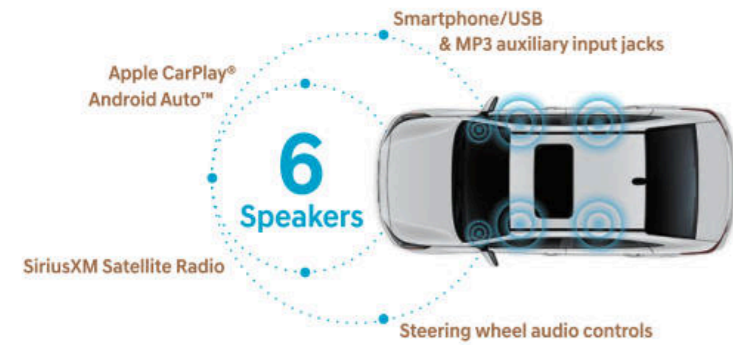 Smartphone/USB
& MP3 auxiliary input jacks
Apple CarPlay®
Android Auto™
6
Speakers
SiriusXM Satellite Radio
Steering wheel audio controls